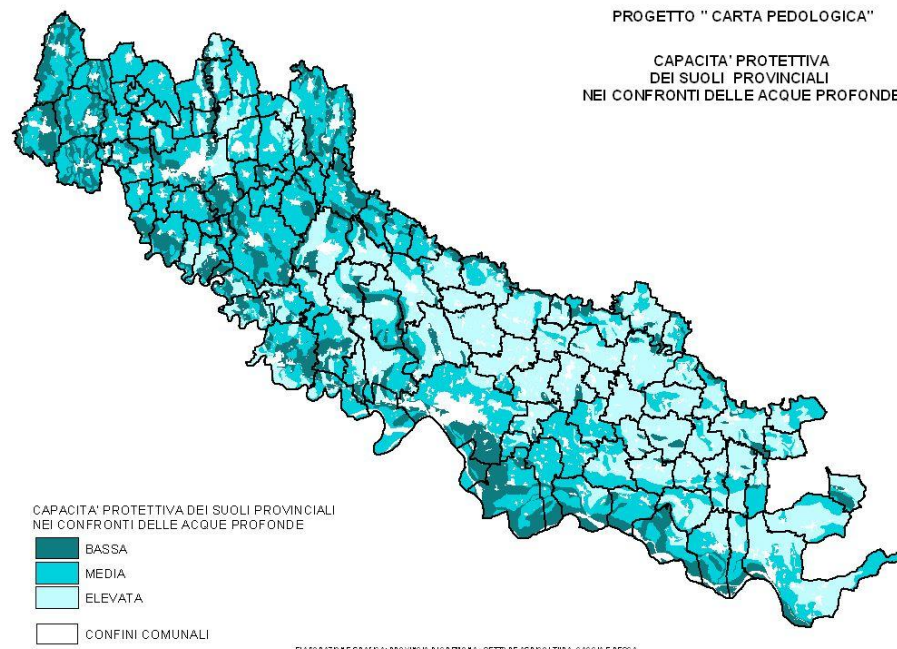 PROGETTO " CARTA PEDOLOGICA"
CAPACITA' PROTETTIVA
DEI SUOLI PROVINCIALI
NEI CONFRONTI DELLE ACQUE PROFONDE
CAPACITA' PROTETTIVA DEI SUOLI PROVINCIALI
NEI CONFRONTI DELLE ACQUE PROFONDE
BASSA
MEDIA
ELEVATA
CONFINI COMUNALI